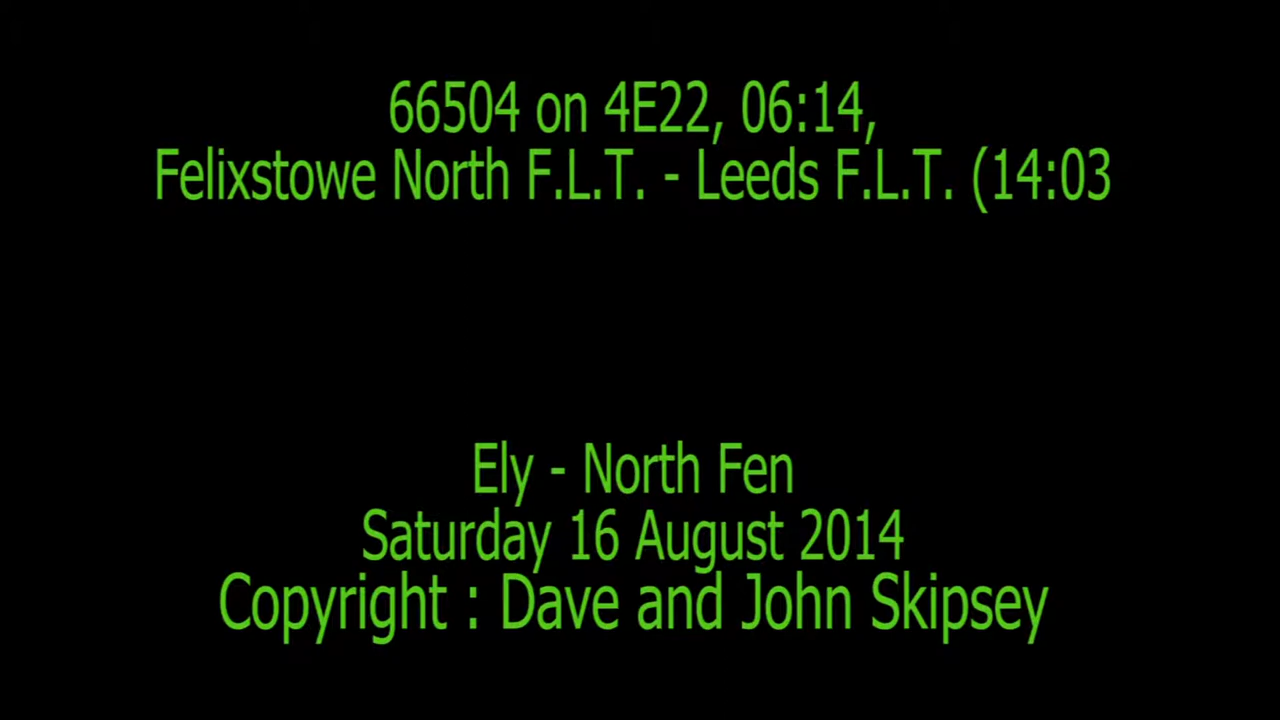 66504 on 4E22, 06:14,
Felixstowe North F.L.T. - Leeds F.L.T. (14:03
Ely - North Fen
Saturday 16 August 2014
Copyright : Dave and John Skipsey